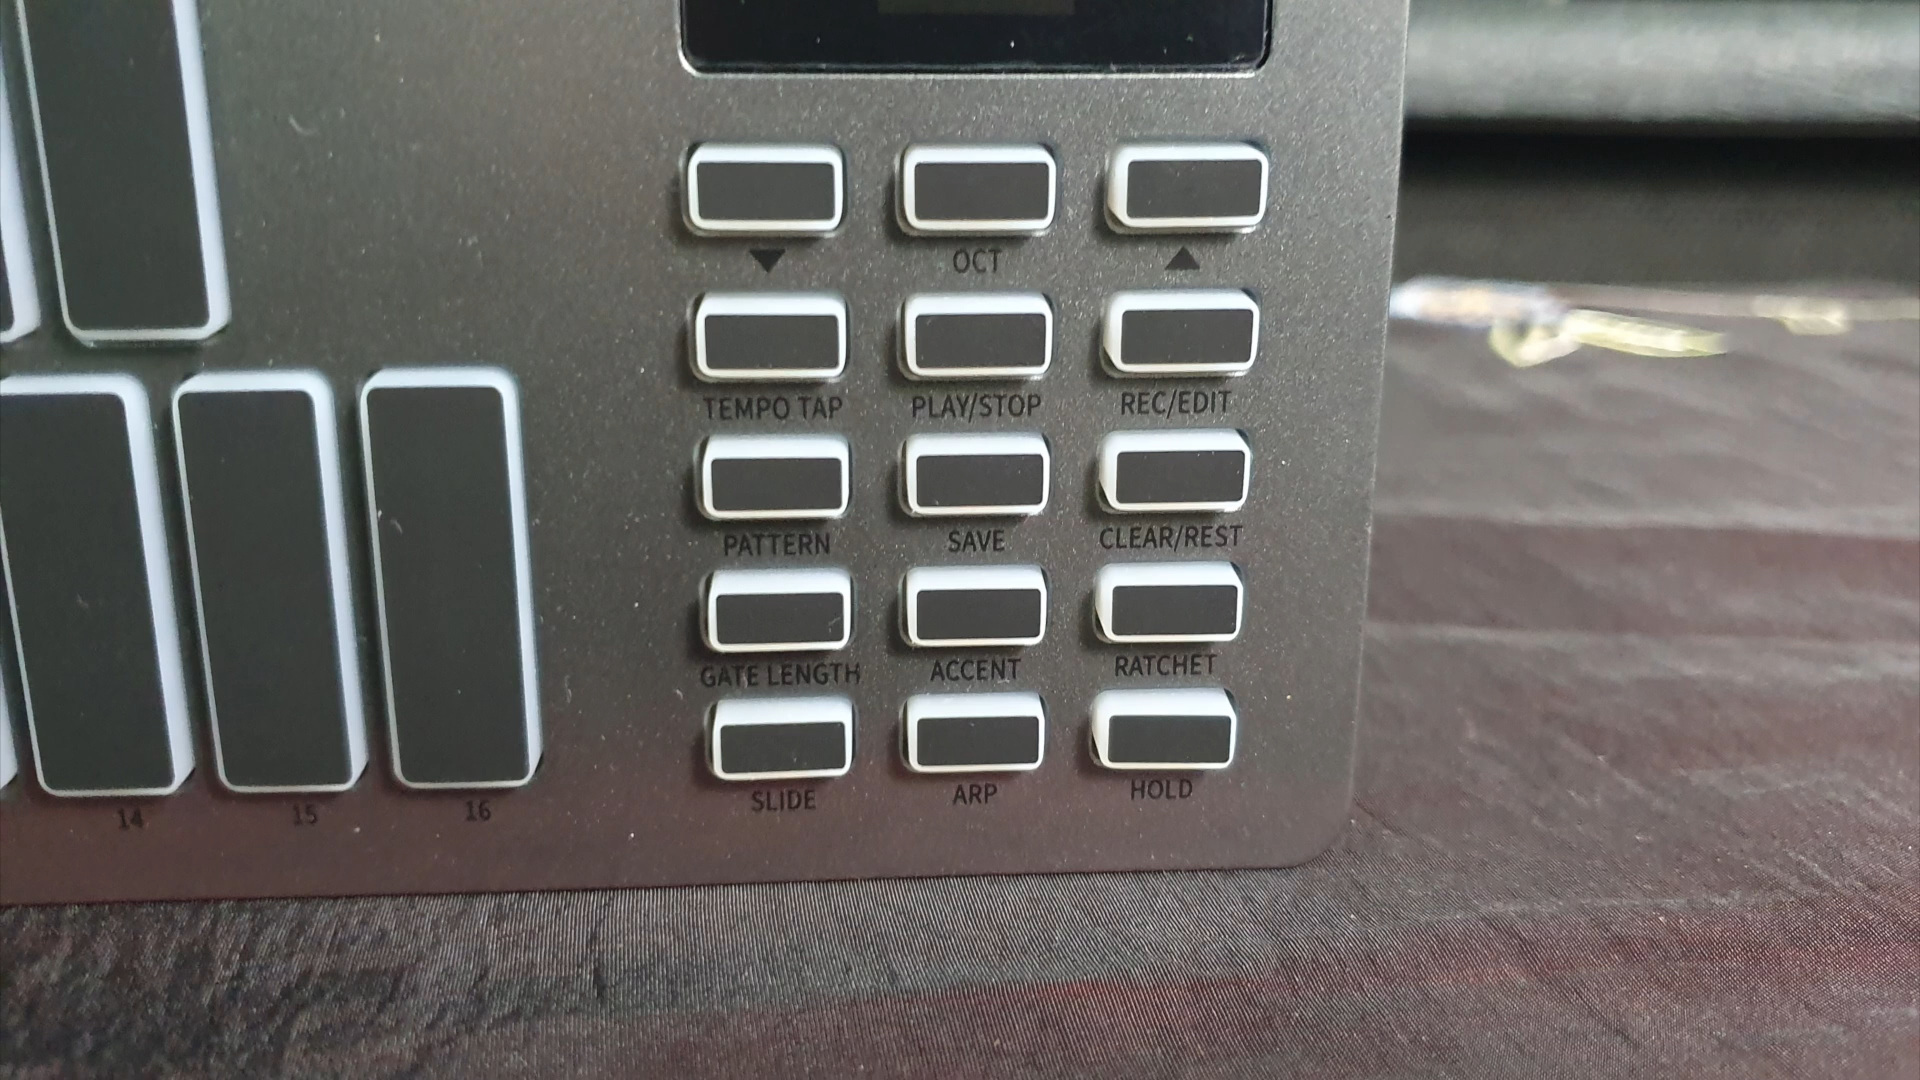 ▼ OCT ▲
TEMPO TAP PLAY/STOP REC/EDIT
PATTERN SAVE CLEAR/REST
GATE LENGTH ACCENT RATCHET
SLIDE ARP HOLD
14 15 16